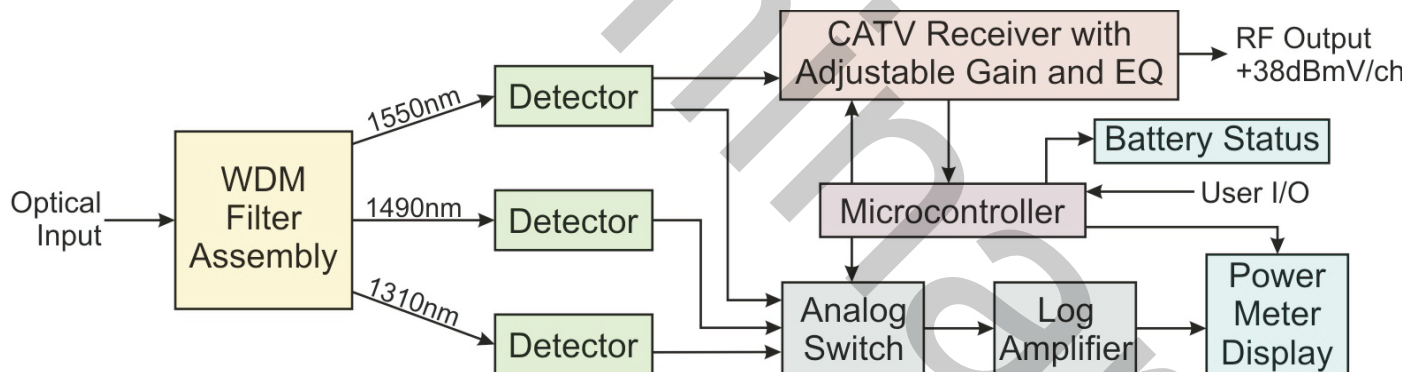 CATV Receiver with
Adjustable Gain and EQ
RF Output
+38dBmV/ch
1550nm
Detector
Battery Status
WDM
Filter
Assembly
Optical
Input
1490nm
Detector
Microcontroller
User I/O
1310nm
Detector
Analog
Switch
Log
Amplifier
Power
Meter
Display